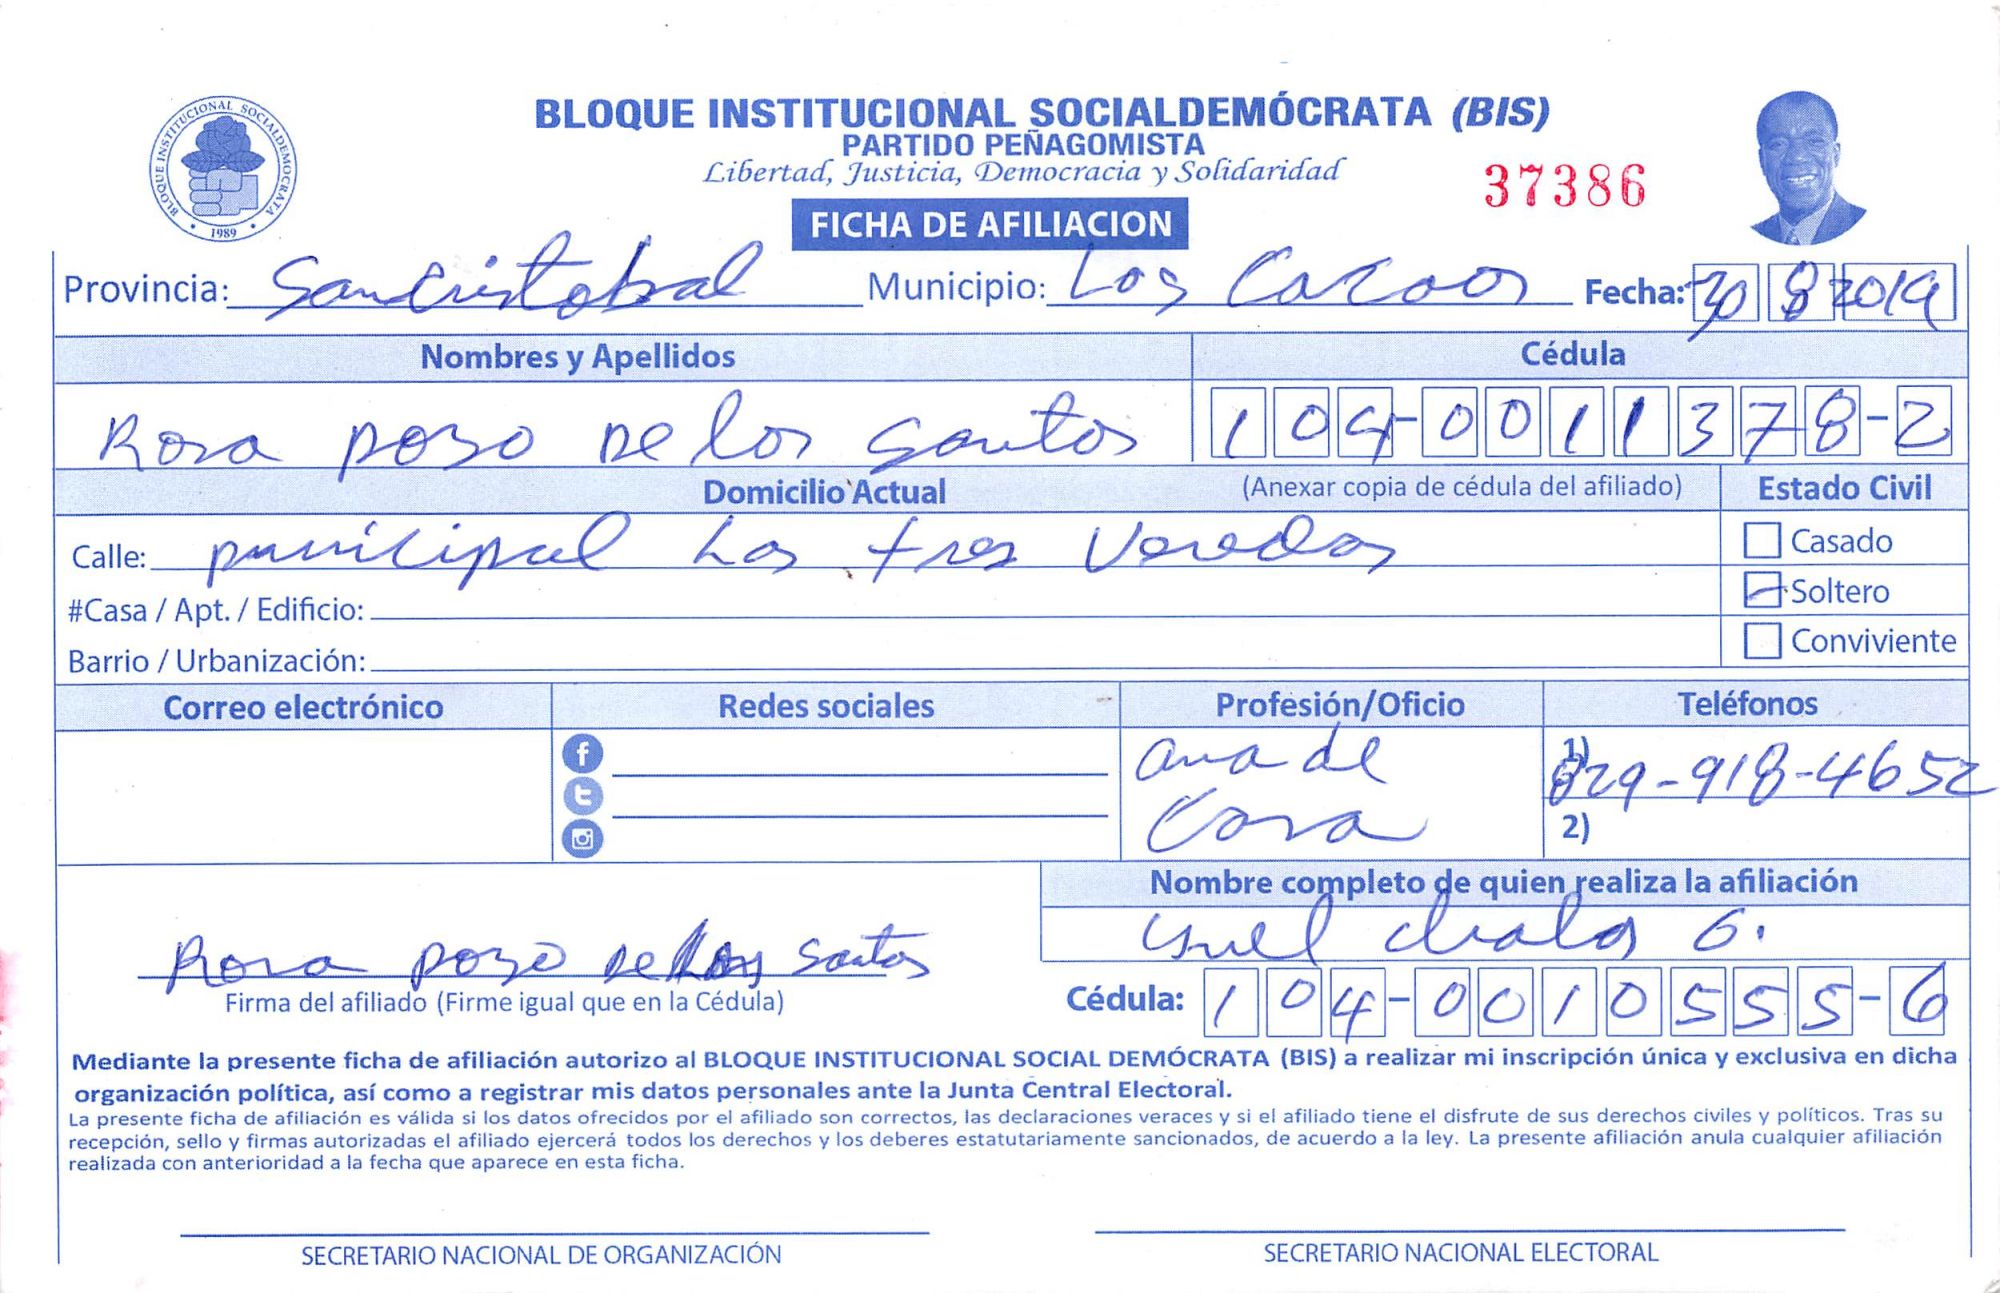 BLOQUE INSTITUCIONAL SOCIALDEMOCRATA
1989
BLOQUE INSTITUCIONAL SOCIALDEMÓCRATA (BIS)
PARTIDO PEÑAGOMISTA
Libertad, Justicia, Democracia y Solidaridad
37386
FICHA DE AFILIACION
Provincia: San Cristobal Municipio: Los Cacaos Fecha: 30 8 2019
Nombres y Apellidos Cédula
Rosa poso De los Santos 104-0011378-2
Domicilio Actual (Anexar copia de cédula del afiliado) Estado Civil
Calle: municipal Las tres Veredas Casado
#Casa / Apt. / Edificio: Soltero
Barrio / Urbanización: Conviviente
Correo electrónico Redes sociales Profesión/Oficio Teléfonos
ama de 1) 829-918-4652
Casa 2)
Nombre completo de quien realiza la afiliación
G.
Rosa poso De Los Santos
Firma del afiliado (Firme igual que en la Cédula) Cédula: 104-0010555-6
Mediante la presente ficha de afiliación autorizo al BLOQUE INSTITUCIONAL SOCIAL DEMÓCRATA (BIS) a realizar mi inscripción única y exclusiva en dicha
organización política, así como a registrar mis datos personales ante la Junta Central Electoral.
La presente ficha de afiliación es válida si los datos ofrecidos por el afiliado son correctos, las declaraciones veraces y si el afiliado tiene el disfrute de sus derechos civiles y políticos. Tras su
recepción, sello y firmas autorizadas el afiliado ejercerá todos los derechos y los deberes estatutariamente sancionados, de acuerdo a la ley. La presente afiliación anula cualquier afiliación
realizada con anterioridad a la fecha que aparece en esta ficha.
SECRETARIO NACIONAL DE ORGANIZACIÓN SECRETARIO NACIONAL ELECTORAL